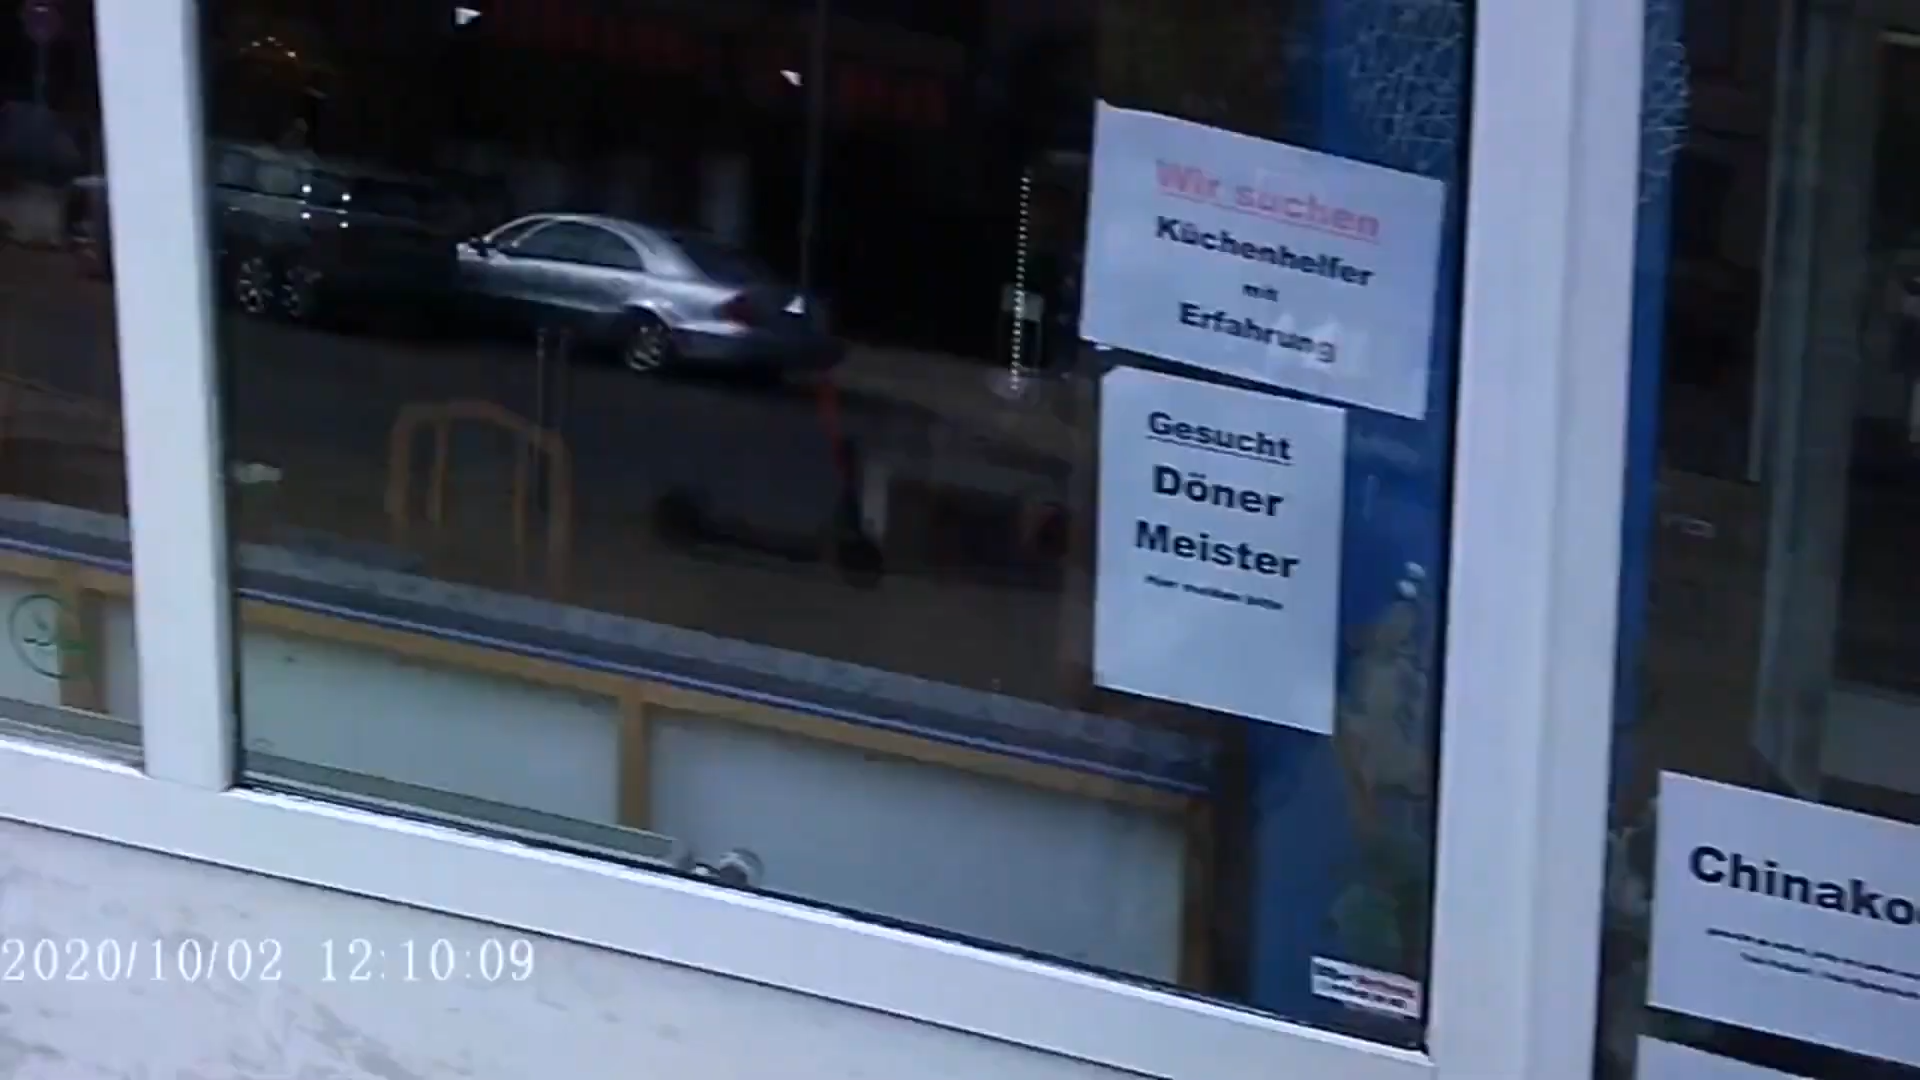 Wir suchen
Küchenhelfer
mit
Erfahrung
Gesucht
Döner
Meister
Chinako
2020/10/02 12:10:09